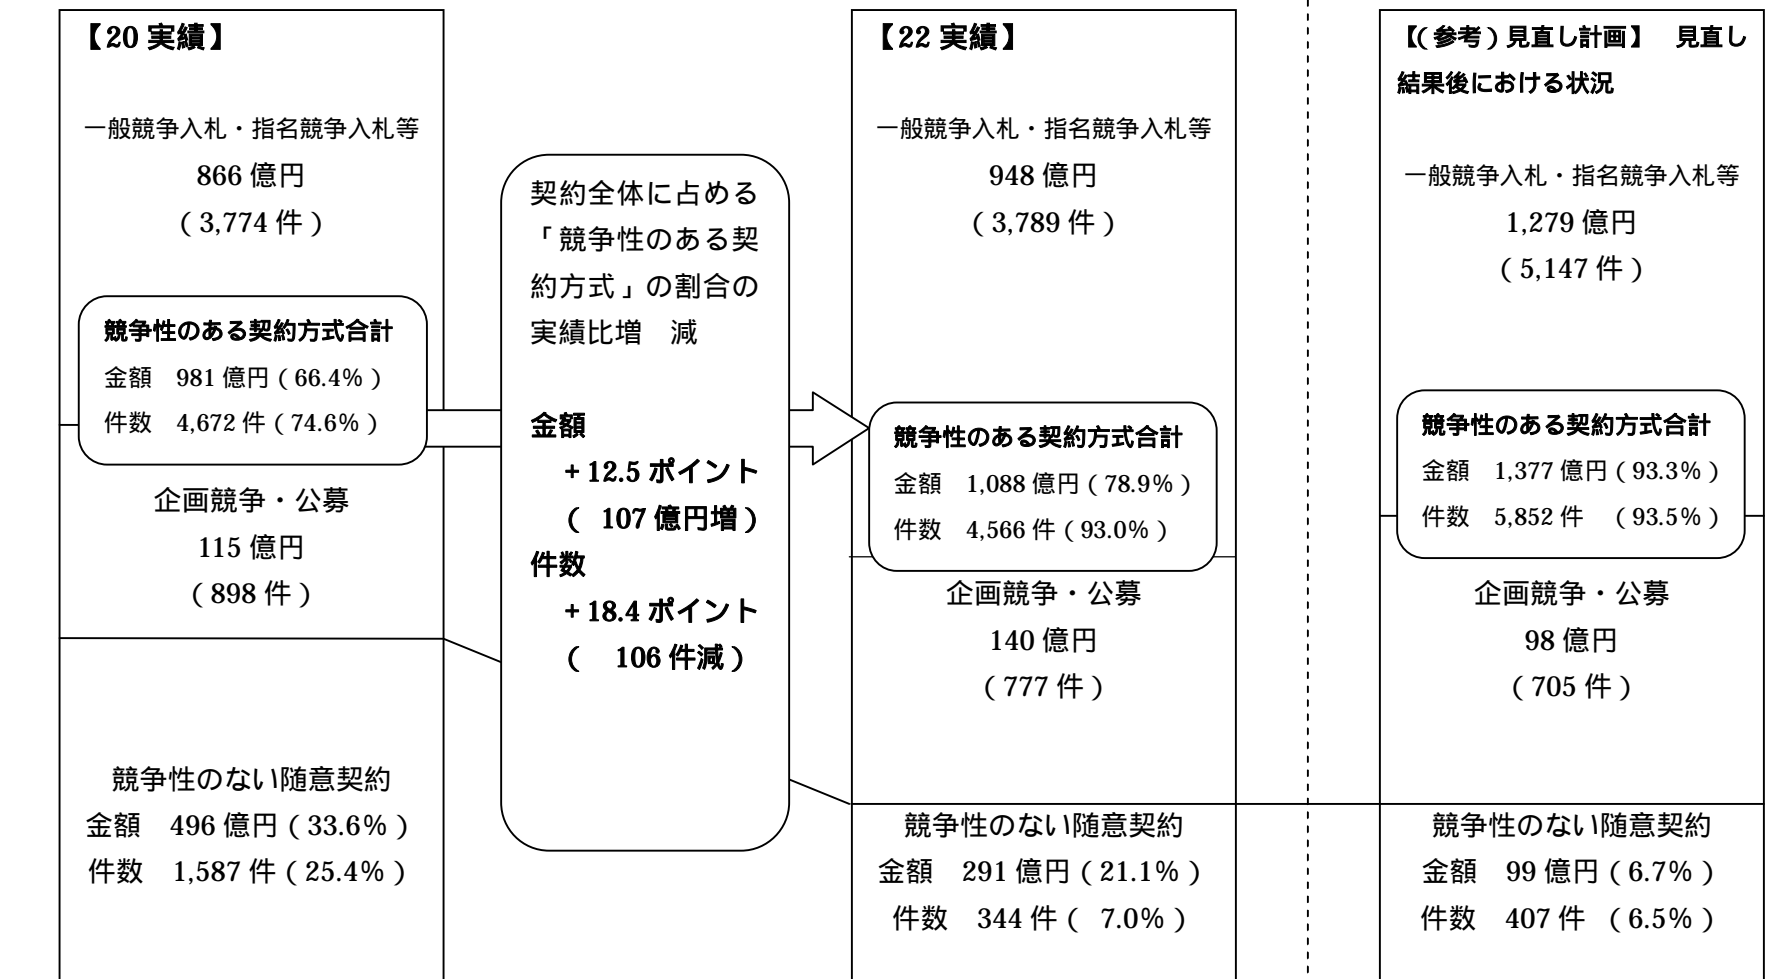 【20 実績】
一般競争入札・指名競争入札等
866 億円
（3,774 件）
競争性のある契約方式合計
金額　981 億円（66.4%）
件数　4,672 件（74.6%）
企画競争・公募
115 億円
（898 件）
競争性のない随意契約
金額　496 億円（33.6%）
件数　1,587 件（25.4%）
契約全体に占める
「競争性のある契
約方式」の割合の
実績比増　減
金額
+12.5 ポイント
（ 107 億円増）
件数
+18.4 ポイント
（　106 件減）
【22 実績】
一般競争入札・指名競争入札等
948 億円
（3,789 件）
競争性のある契約方式合計
金額　1,088 億円（78.9%）
件数　4,566 件（93.0%）
企画競争・公募
140 億円
（777 件）
競争性のない随意契約
金額　291 億円（21.1%）
件数　344 件（ 7.0%）
【（参考）見直し計画】　見直し
結果後における状況
一般競争入札・指名競争入札等
1,279 億円
（5,147 件）
競争性のある契約方式合計
金額　1,377 億円（93.3%）
件数　5,852 件　（93.5%）
企画競争・公募
98 億円
（705 件）
競争性のない随意契約
金額　99 億円（6.7%）
件数　407 件 （6.5%）